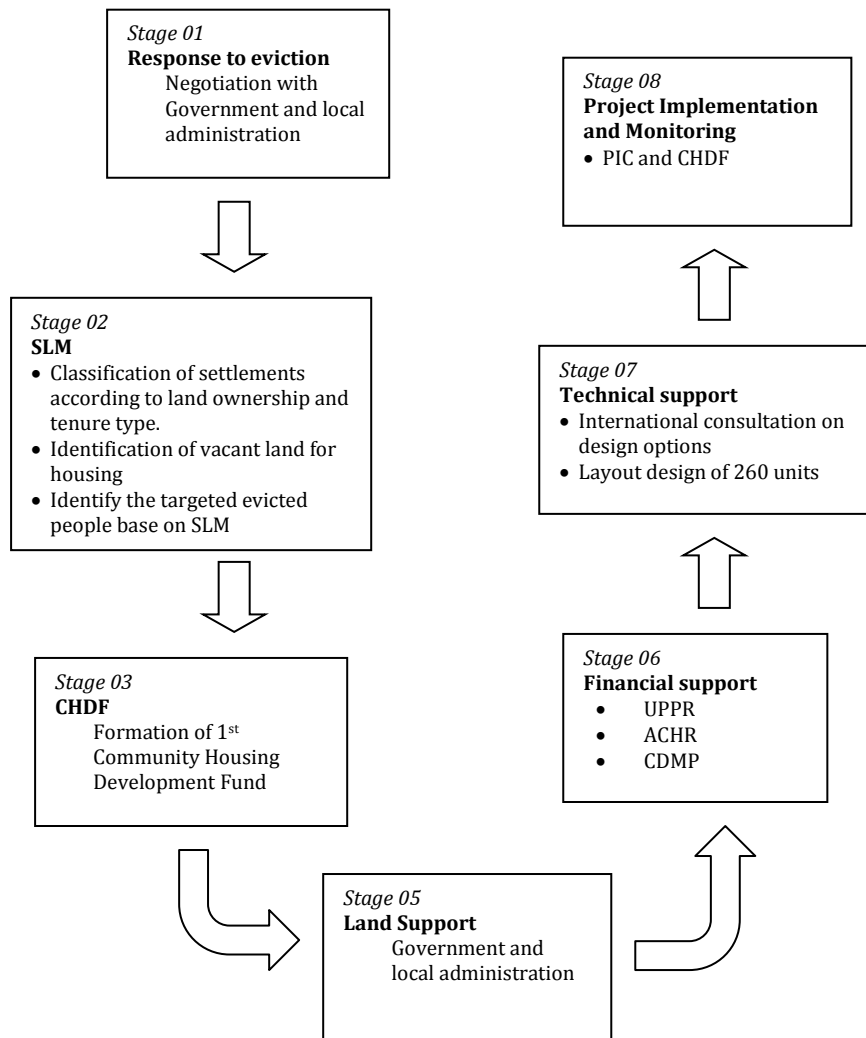 Stage 01
Response to eviction
Negotiation with
Government and local
administration
Stage 02
SLM
• Classification of settlements
according to land ownership and
tenure type.
• Identification of vacant land for
housing
• Identify the targeted evicted
people base on SLM
Stage 03
CHDF
Formation of 1st
Community Housing
Development Fund
Stage 05
Land Support
Government and
local administration
Stage 06
Financial support
• UPPR
• ACHR
• CDMP
Stage 07
Technical support
• International consultation on
design options
• Layout design of 260 units
Stage 08
Project Implementation
and Monitoring
• PIC and CHDF